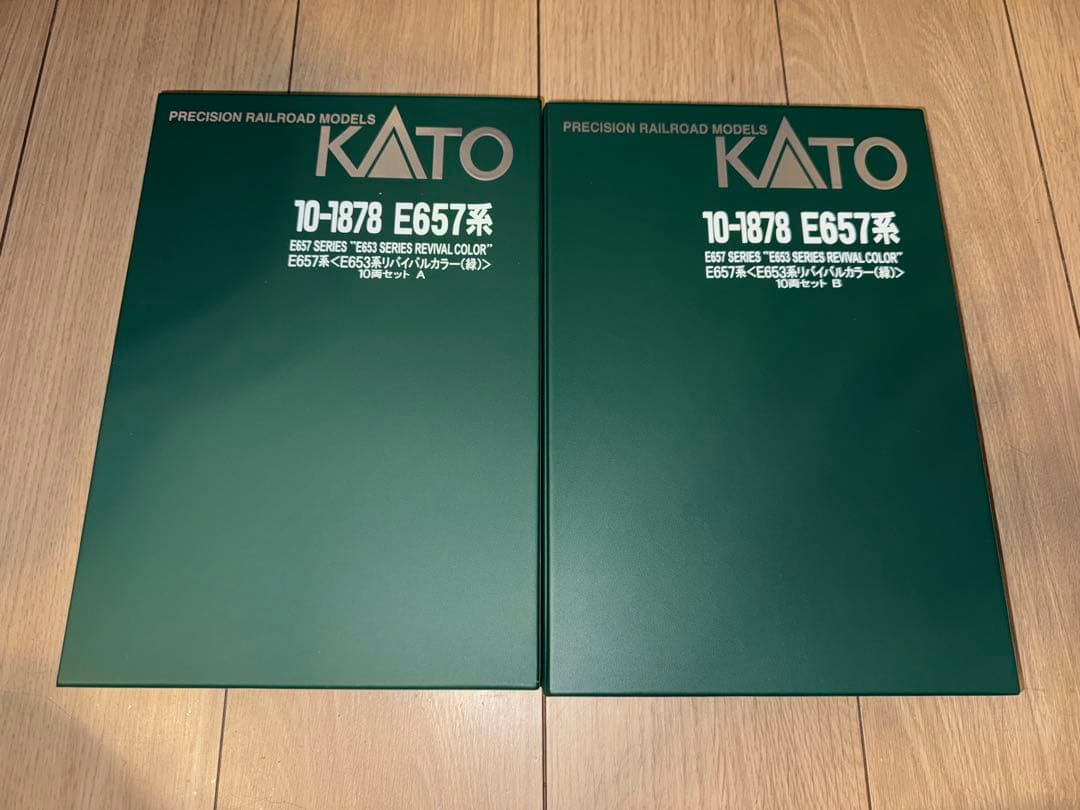 PRECISION RAILROAD MODELS
KATO
10-1878 E657系
E657 SERIES "E653 SERIES REVIVAL COLOR"
E657系<E653系リバイバルカラー(緑)>
10両セット A
PRECISION RAILROAD MODELS
KATO
10-1878 E657系
E657 SERIES "E653 SERIES REVIVAL COLOR"
E657系<E653系リバイバルカラー(緑)>
10両セット B